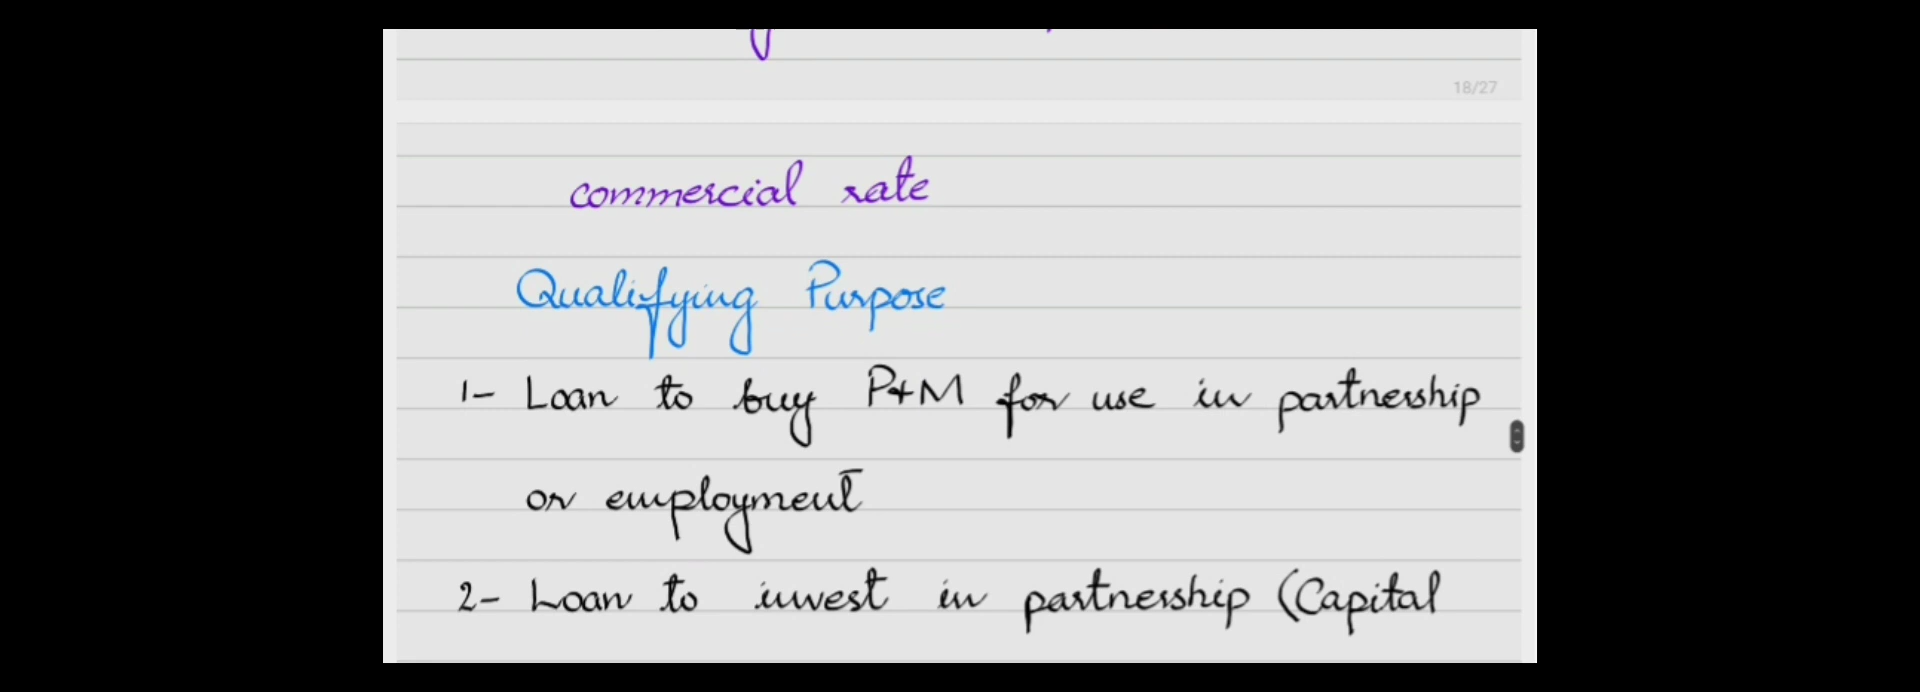 18/27
commercial rate
Qualifying Purpose
1- Loan to buy P+M for use in partnership
or employment
2- Loan to invest in partnership (Capital